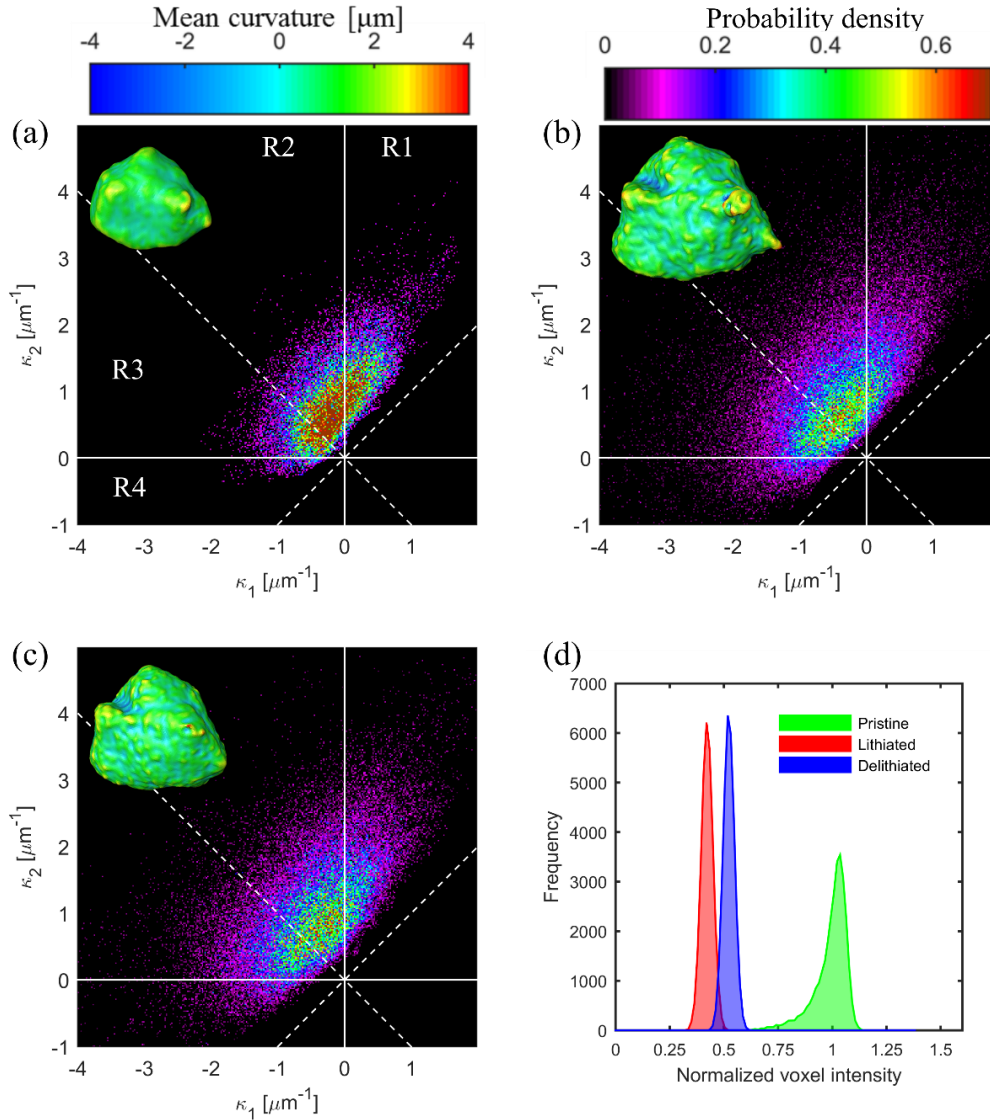 Mean curvature [µm]
-4 -2 0 2 4
Probability density
0 0.2 0.4 0.6
(a)
R2 R1
R3
R4
4
3
2
1
0
-1
κ2 [µm-1]
-4 -3 -2 -1 0 1
κ1 [µm-1]
(b)
4
3
2
1
0
-1
κ2 [µm-1]
-4 -3 -2 -1 0 1
κ1 [µm-1]
(c)
4
3
2
1
0
-1
κ2 [µm-1]
-4 -3 -2 -1 0 1
κ1 [µm-1]
(d)
7000
6000
5000
4000
3000
2000
1000
0
Frequency
Pristine
Lithiated
Delithiated
0 0.25 0.5 0.75 1 1.25 1.5
Normalized voxel intensity